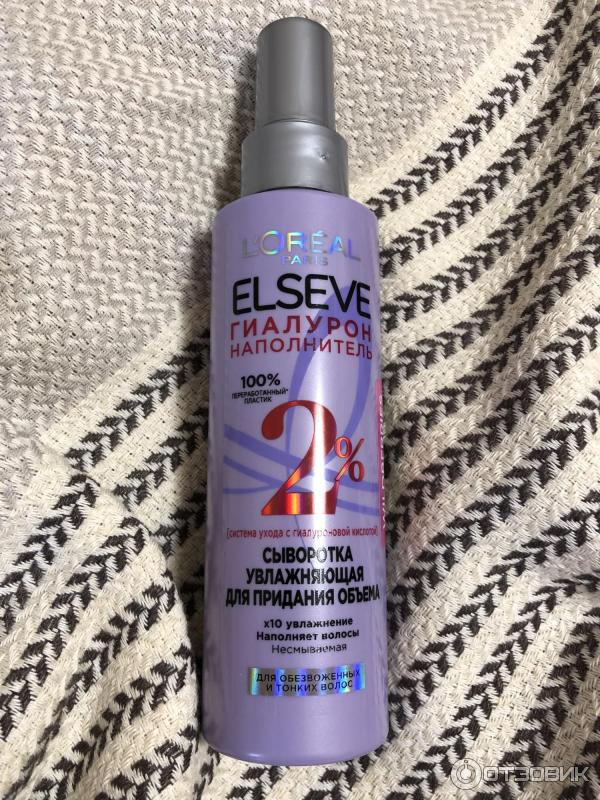 L'ORÉAL
PARIS
ELSEVE
ГИАЛУРОН
НАПОЛНИТЕЛЬ
100%
ПЕРЕРАБОТАННЫЙ*
ПЛАСТИК
2%
[система ухода с гиалуроновой кислотой]
СЫВОРОТКА
УВЛАЖНЯЮЩАЯ
ДЛЯ ПРИДАНИЯ ОБЪЕМА
х10 увлажнение
Наполняет волосы
Несмываемая
ДЛЯ ОБЕЗВОЖЕННЫХ
И ТОНКИХ ВОЛОС
ОТЗОВИК